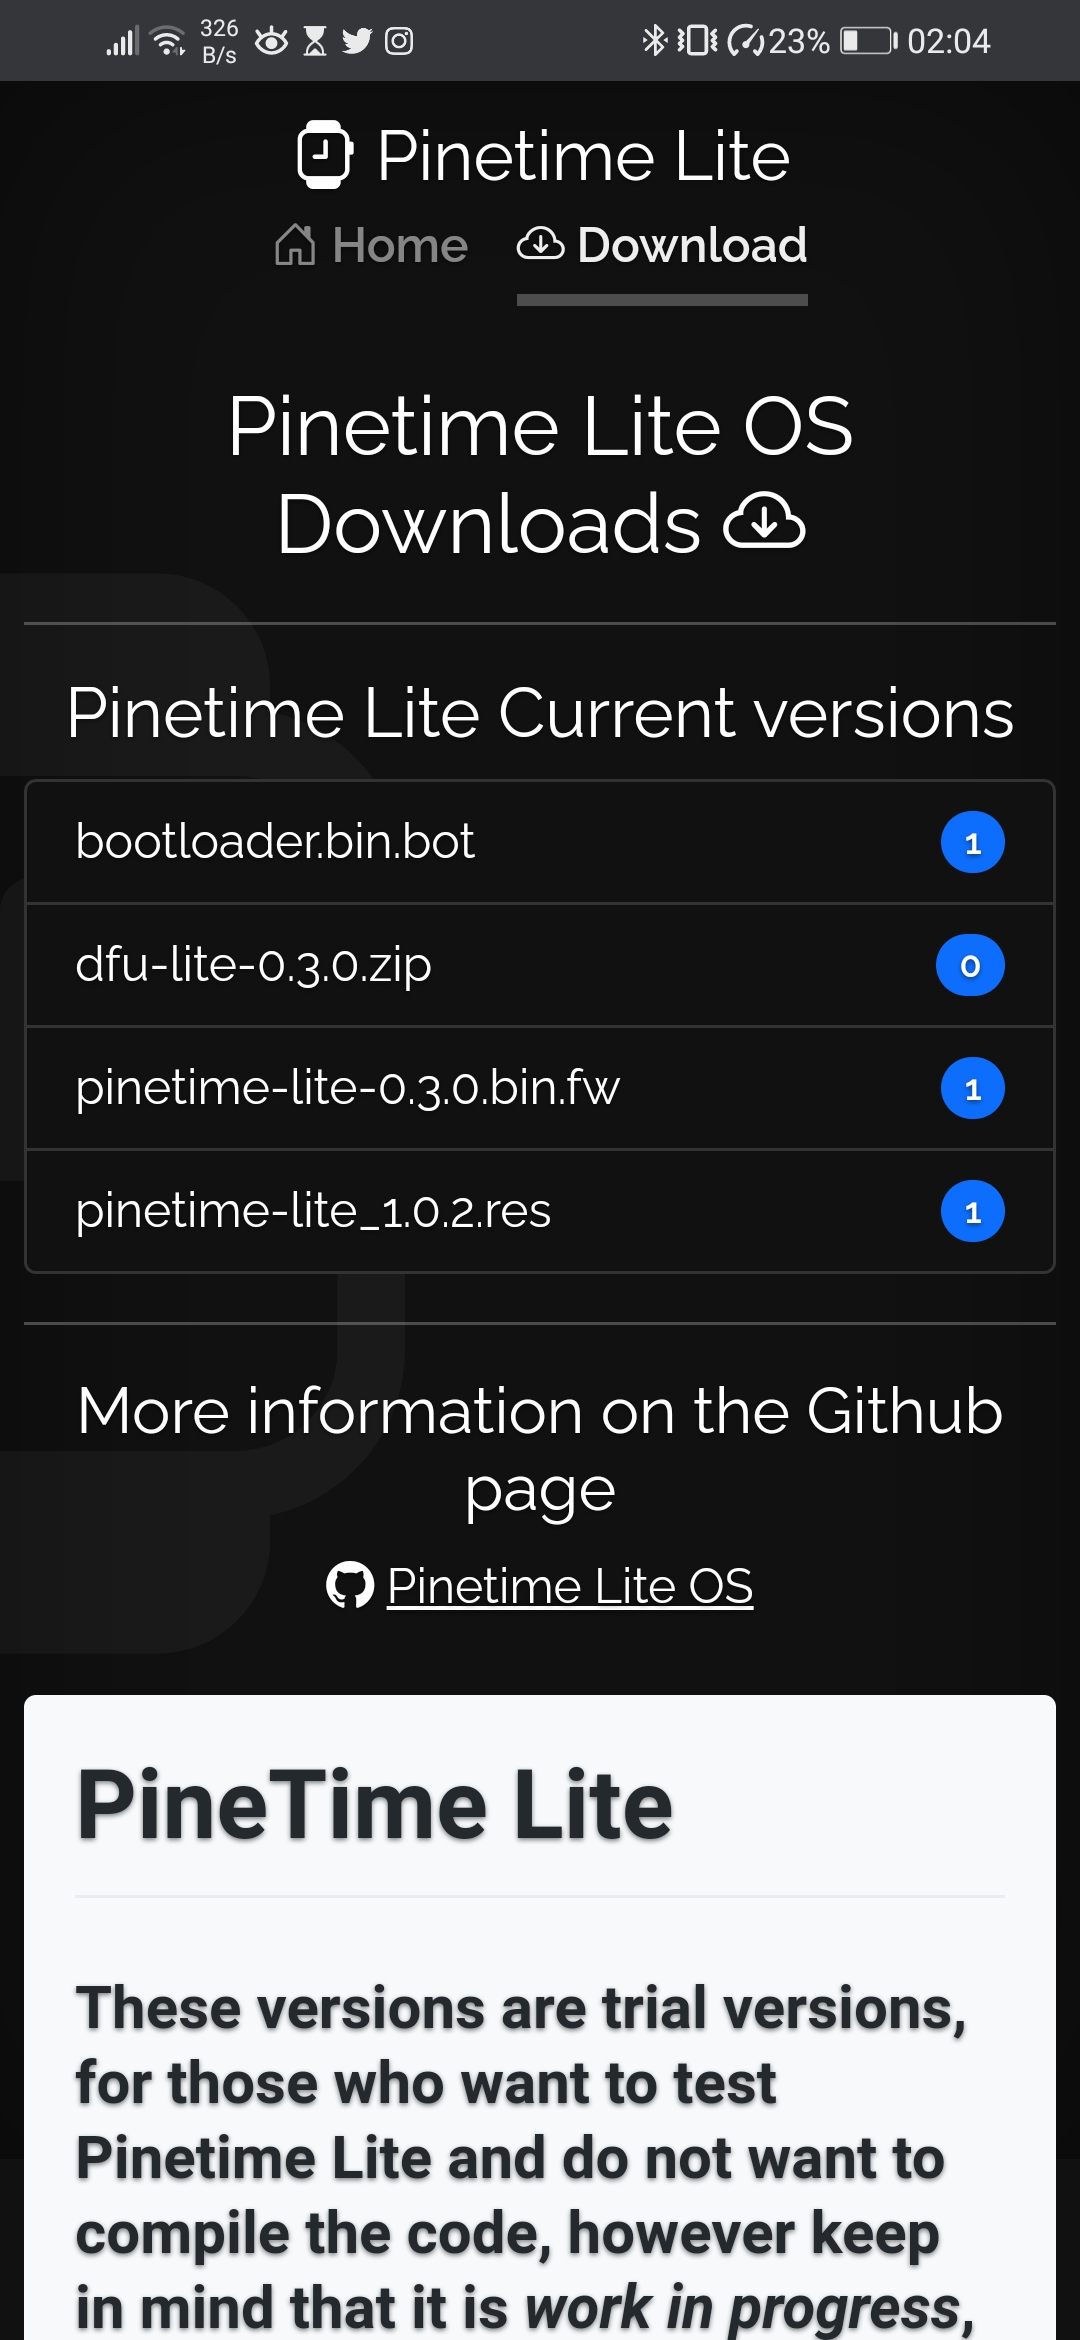 326
B/s
23% 02:04
Pinetime Lite
Home Download
Pinetime Lite OS
Downloads
Pinetime Lite Current versions
bootloader.bin.bot 1
dfu-lite-0.3.0.zip 0
pinetime-lite-0.3.0.bin.fw 1
pinetime-lite_1.0.2.res 1
More information on the Github
page
Pinetime Lite OS
PineTime Lite
These versions are trial versions,
for those who want to test
Pinetime Lite and do not want to
compile the code, however keep
in mind that it is work in progress,